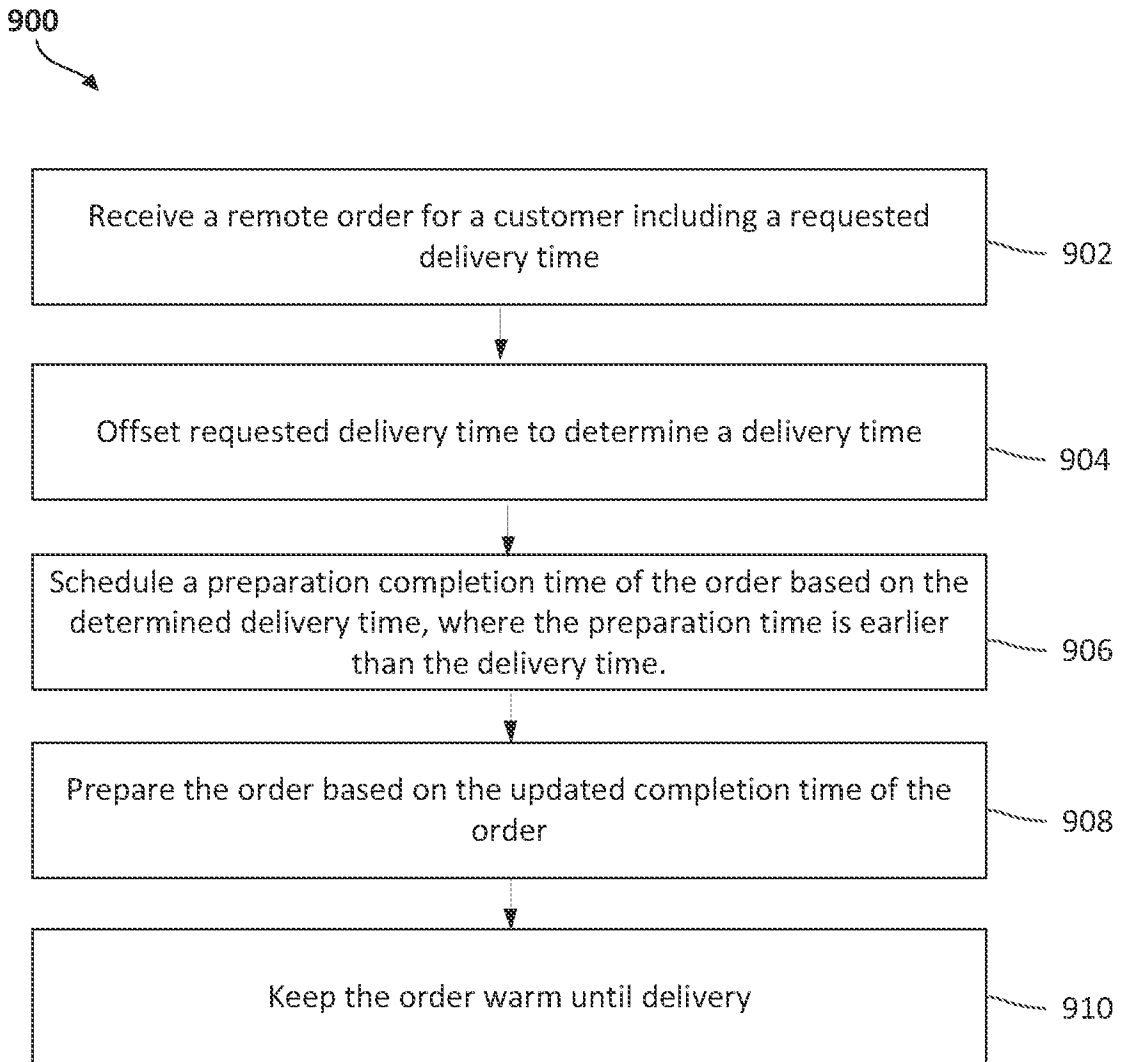 900
Receive a remote order for a customer including a requested
delivery time
902
Offset requested delivery time to determine a delivery time
904
Schedule a preparation completion time of the order based on the
determined delivery time, where the preparation time is earlier
than the delivery time.
906
Prepare the order based on the updated completion time of the
order
908
Keep the order warm until delivery
910